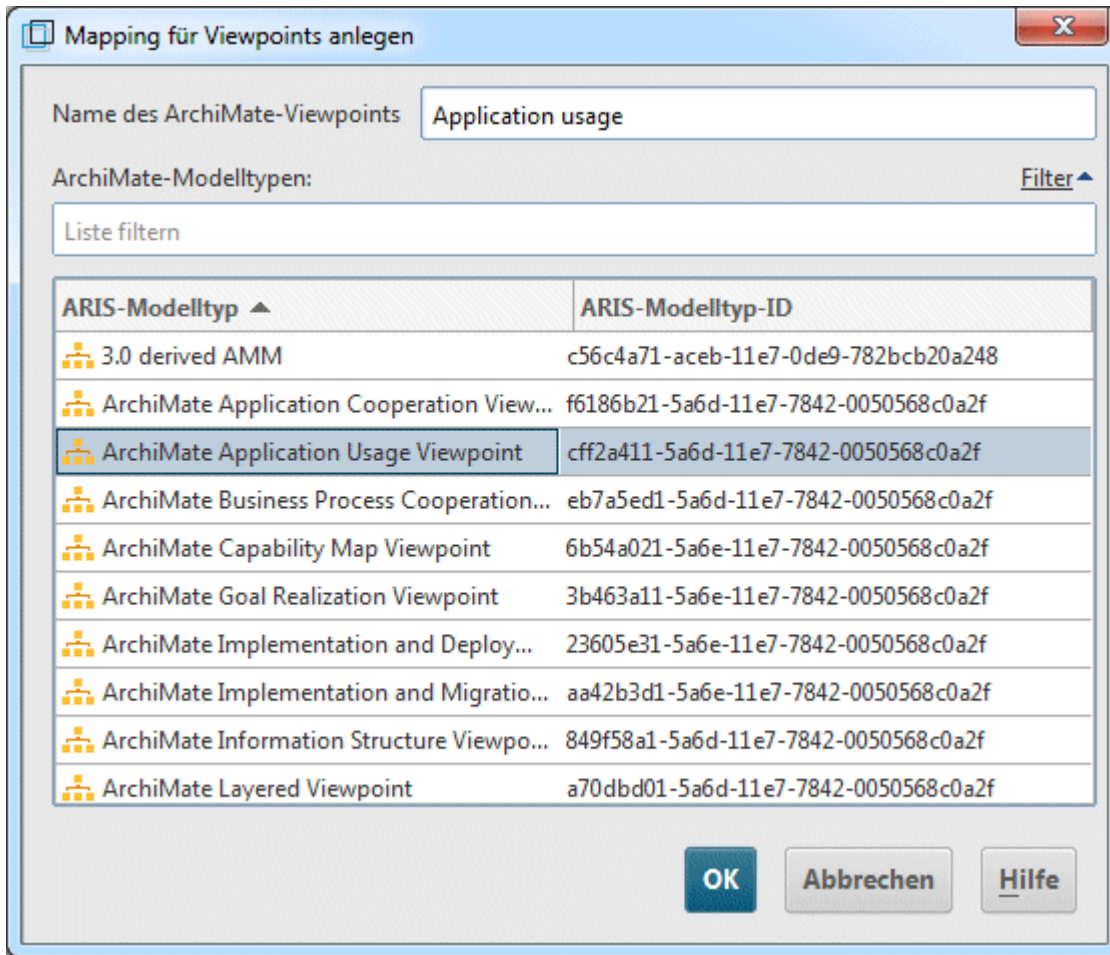 Mapping für Viewpoints anlegen
Name des ArchiMate-Viewpoints Application usage
ArchiMate-Modelltypen: Filter
Liste filtern
ARIS-Modelltyp ARIS-Modelltyp-ID
3.0 derived AMM c56c4a71-aceb-11e7-0de9-782bcb20a248
ArchiMate Application Cooperation View... f6186b21-5a6d-11e7-7842-0050568c0a2f
ArchiMate Application Usage Viewpoint cff2a411-5a6d-11e7-7842-0050568c0a2f
ArchiMate Business Process Cooperation... eb7a5ed1-5a6d-11e7-7842-0050568c0a2f
ArchiMate Capability Map Viewpoint 6b54a021-5a6e-11e7-7842-0050568c0a2f
ArchiMate Goal Realization Viewpoint 3b463a11-5a6e-11e7-7842-0050568c0a2f
ArchiMate Implementation and Deploy... 23605e31-5a6e-11e7-7842-0050568c0a2f
ArchiMate Implementation and Migratio... aa42b3d1-5a6e-11e7-7842-0050568c0a2f
ArchiMate Information Structure Viewpo... 849f58a1-5a6d-11e7-7842-0050568c0a2f
ArchiMate Layered Viewpoint a70dbd01-5a6d-11e7-7842-0050568c0a2f
OK Abbrechen Hilfe